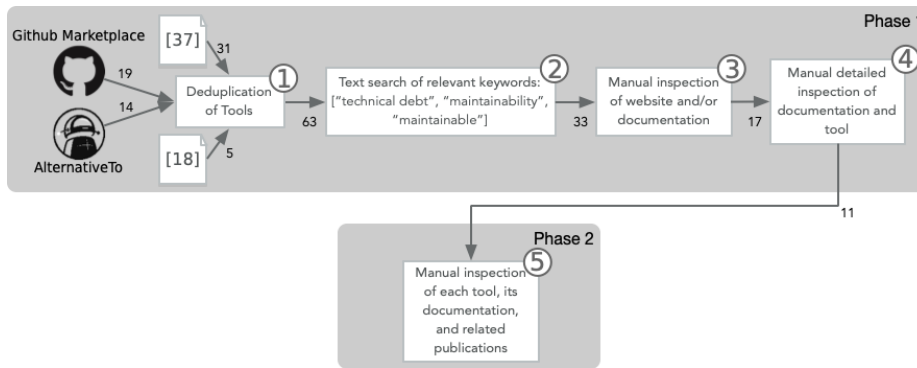 Phase 1
Github Marketplace
[37]
31
19
14
AlternativeTo
[18]
5
1
Deduplication
of Tools
63
2
Text search of relevant keywords:
["technical debt", "maintainability",
"maintainable"]
33
3
Manual inspection
of website and/or
documentation
17
4
Manual detailed
inspection of
documentation and
tool
11
Phase 2
5
Manual inspection
of each tool, its
documentation,
and related
publications